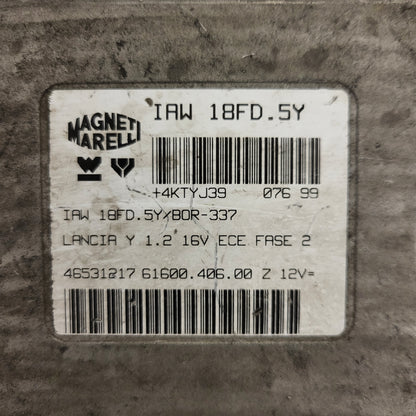 IAW 18FD.5Y
MAGNETI
MARELLI
+4KTYJ39 076 99
IAW 18FD.5Y/BOR-337
LANCIA Y 1.2 16V ECE FASE 2
46531217 61600.406.00 Z 12V=